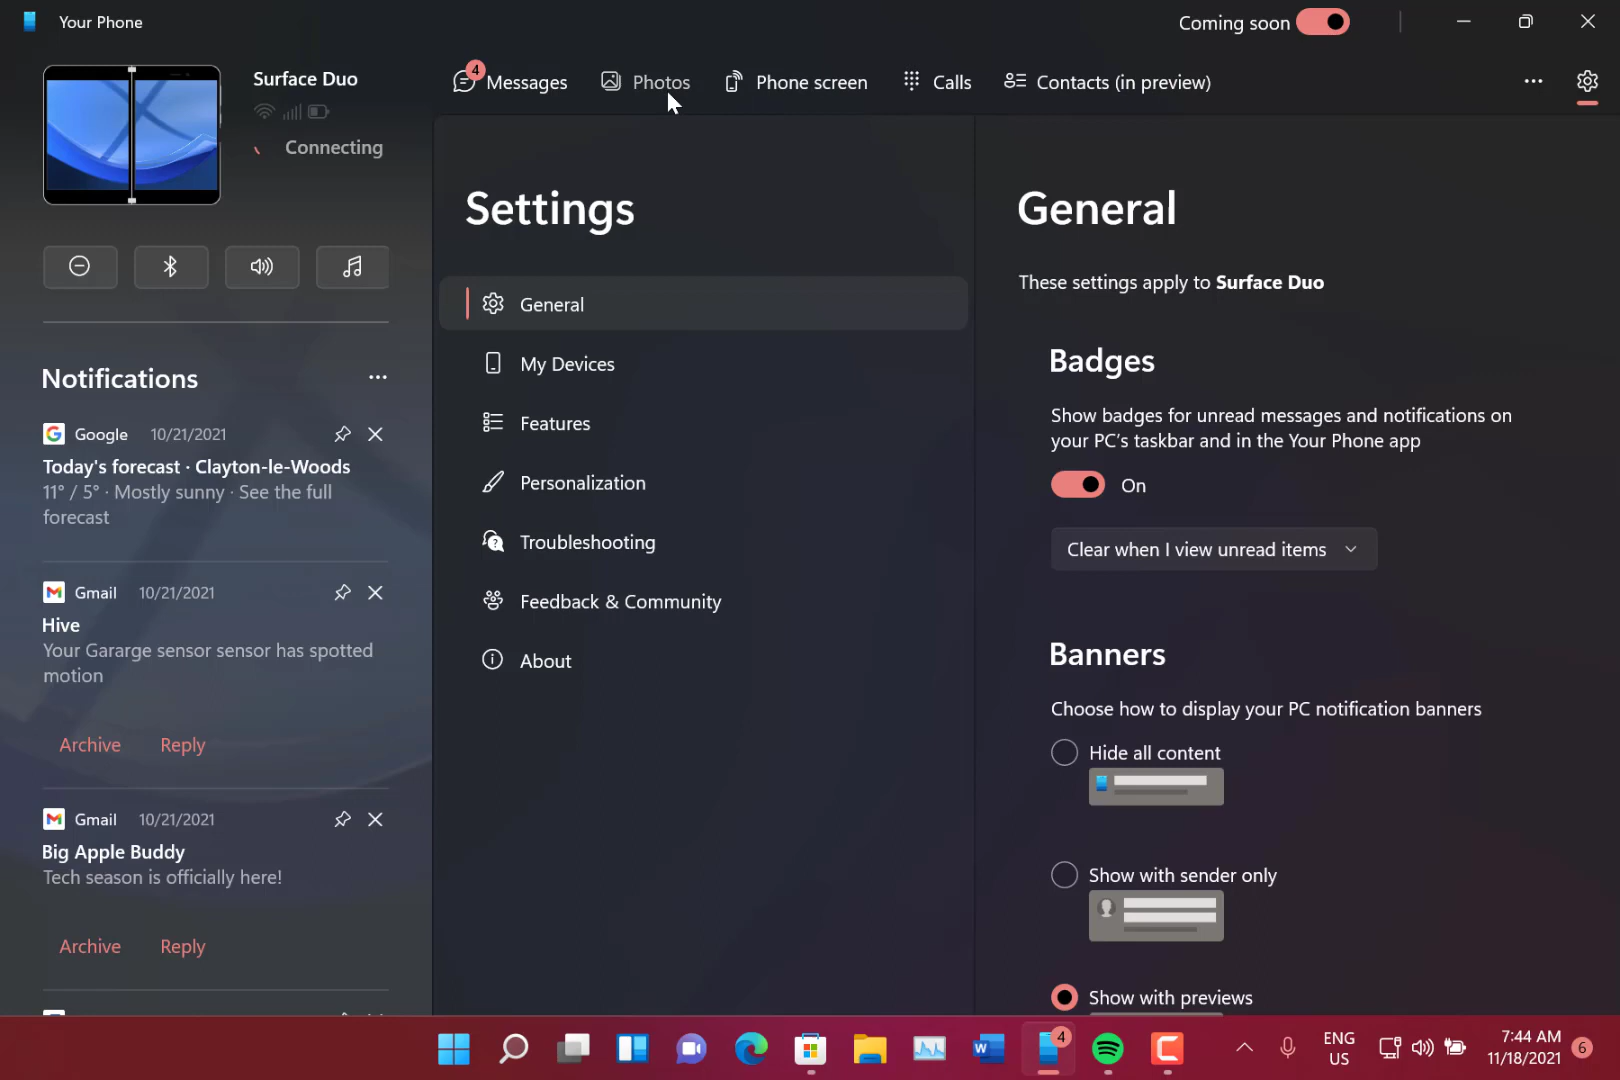 Your Phone
Coming soon
Surface Duo
Connecting
4
Messages
Photos
Phone screen
Calls
Contacts (in preview)
Notifications
Google 10/21/2021
Today's forecast · Clayton-le-Woods
11° / 5° · Mostly sunny · See the full
forecast
Gmail 10/21/2021
Hive
Your Gararge sensor sensor has spotted
motion
Archive Reply
Gmail 10/21/2021
Big Apple Buddy
Tech season is officially here!
Archive Reply
Settings
General
My Devices
Features
Personalization
Troubleshooting
Feedback & Community
About
General
These settings apply to Surface Duo
Badges
Show badges for unread messages and notifications on
your PC's taskbar and in the Your Phone app
On
Clear when I view unread items
Banners
Choose how to display your PC notification banners
Hide all content
Show with sender only
Show with previews
W
4
ENG
US
7:44 AM
11/18/2021
6